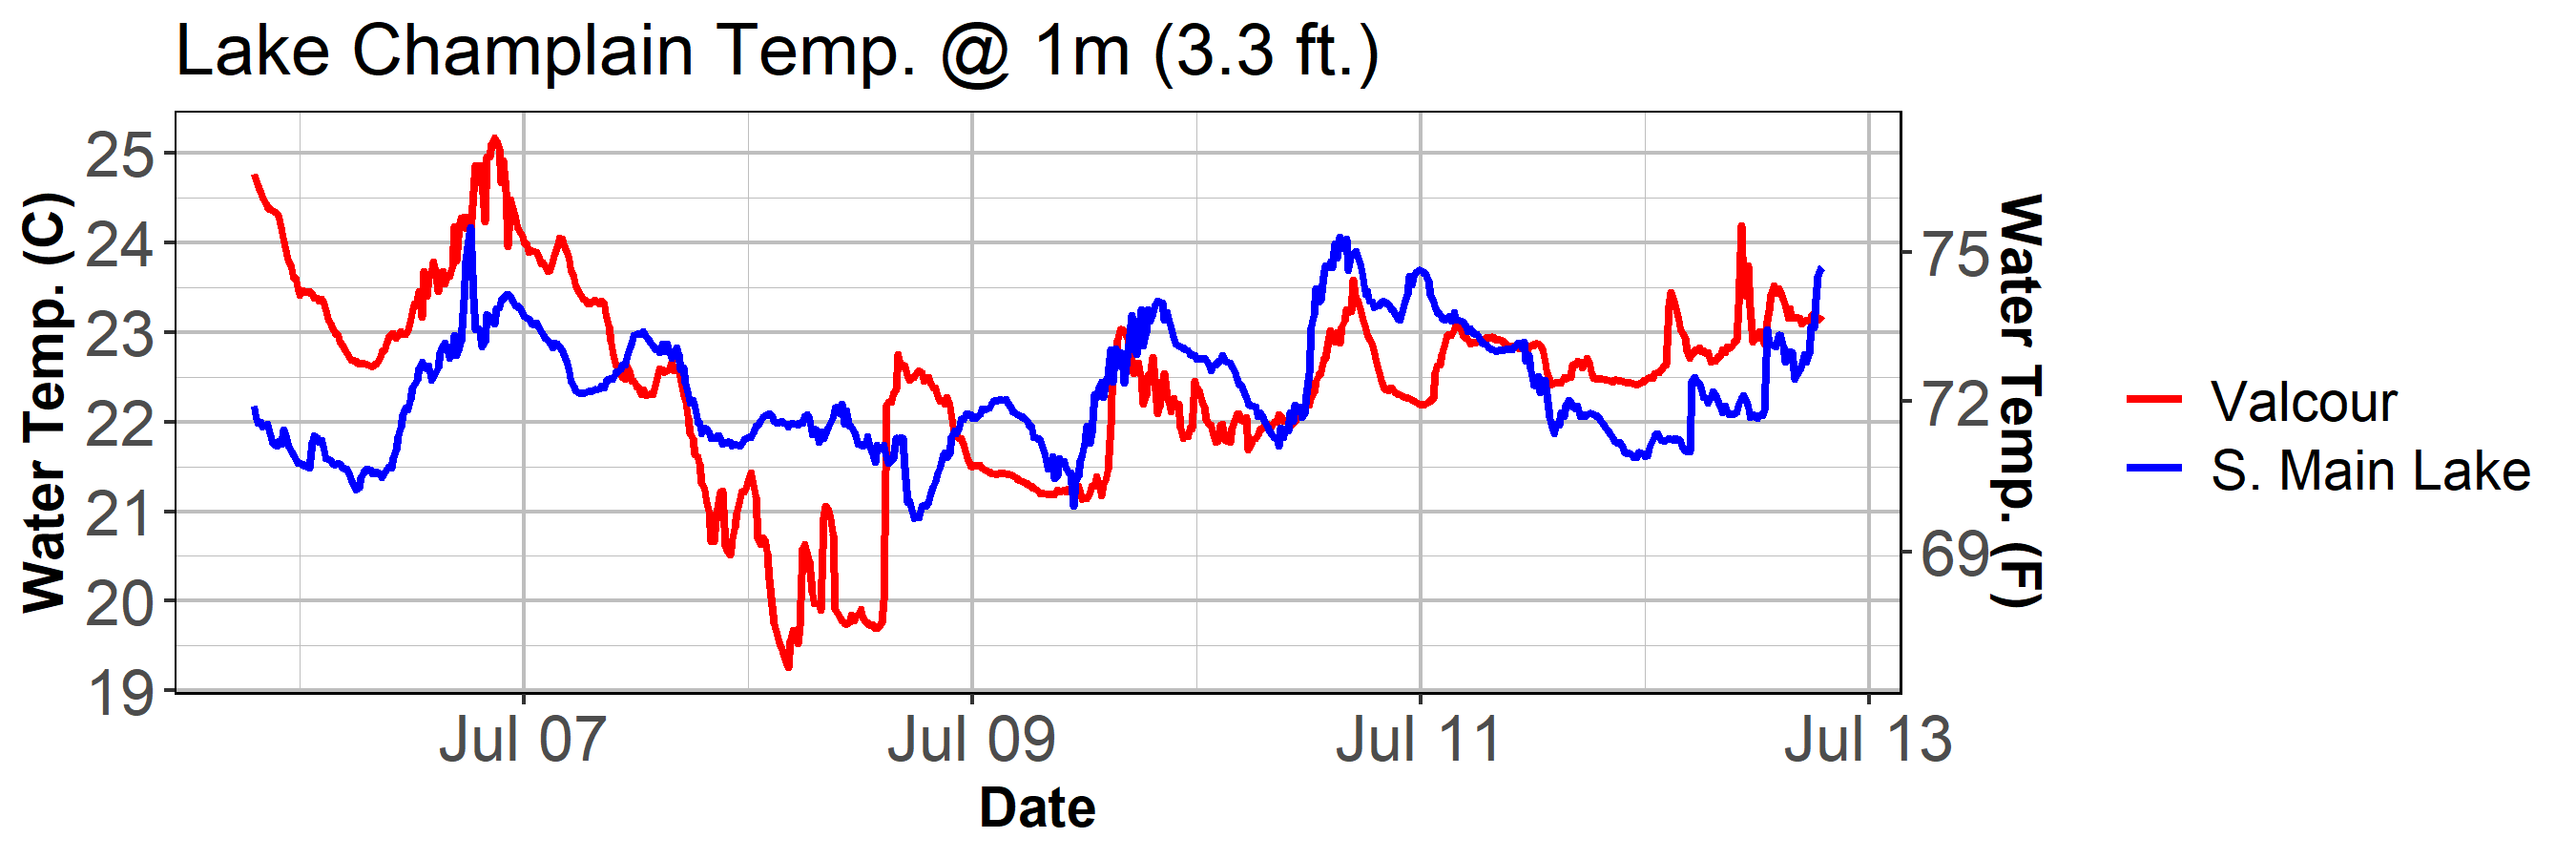 Lake Champlain Temp. @ 1m (3.3 ft.)
Water Temp. (C)
25
24
23
22
21
20
19
75
72
69
Water Temp. (F)
Jul 07
Jul 09
Jul 11
Jul 13
Date
Valcour
S. Main Lake